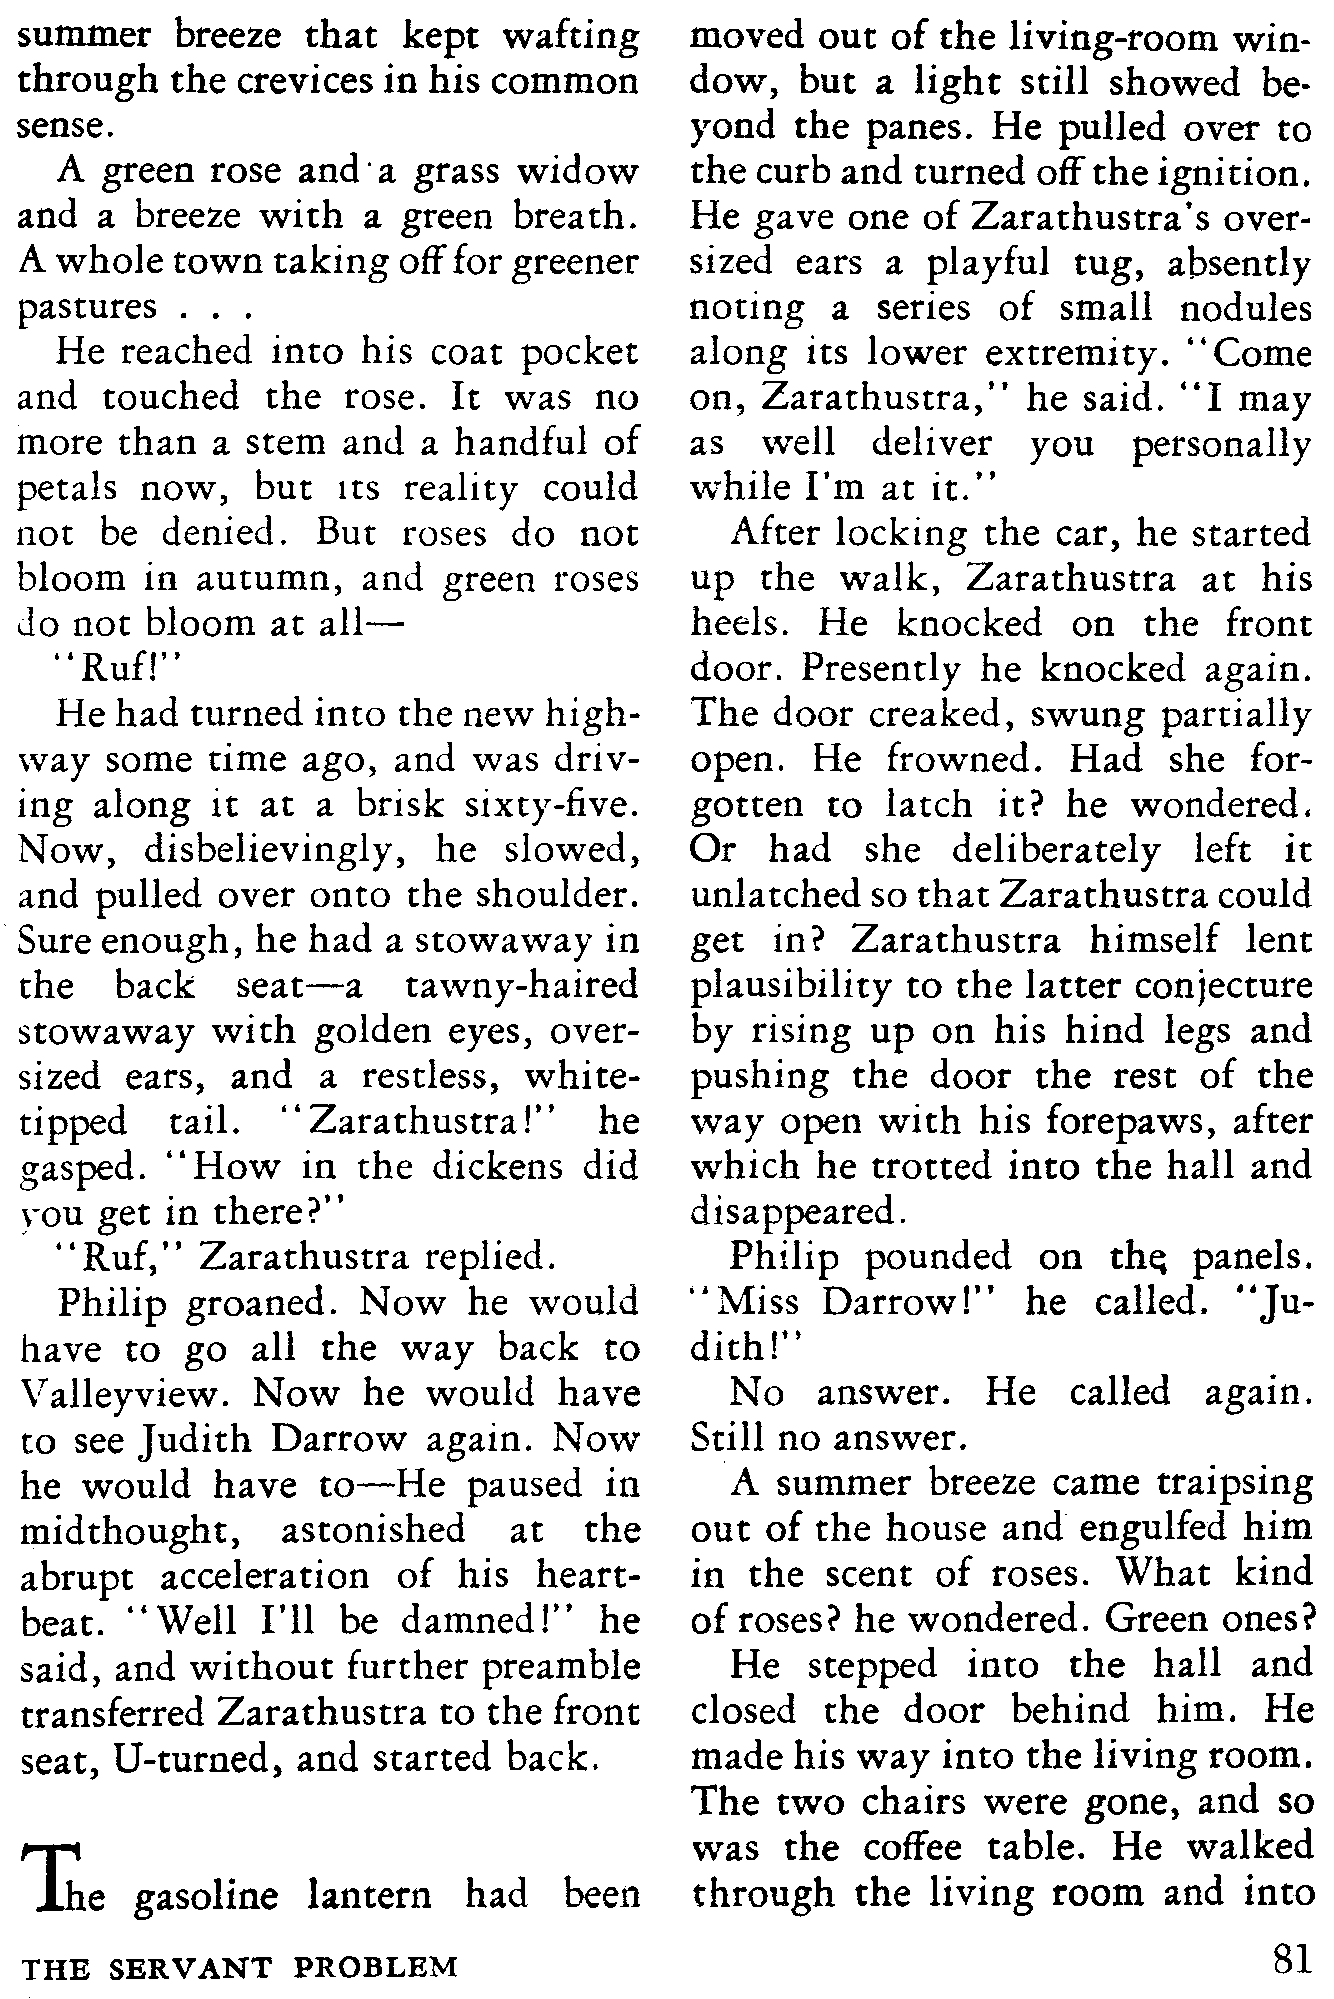 summer breeze that kept wafting
through the crevices in his common
sense.
A green rose and a grass widow
and a breeze with a green breath.
A whole town taking off for greener
pastures . . .
He reached into his coat pocket
and touched the rose. It was no
more than a stem and a handful of
petals now, but its reality could
not be denied. But roses do not
bloom in autumn, and green roses
do not bloom at all—
"Ruf!"
He had turned into the new high-
way some time ago, and was driv-
ing along it at a brisk sixty-five.
Now, disbelievingly, he slowed,
and pulled over onto the shoulder.
Sure enough, he had a stowaway in
the back seat—a tawny-haired
stowaway with golden eyes, over-
sized ears, and a restless, white-
tipped tail. "Zarathustra!" he
gasped. "How in the dickens did
you get in there?"
"Ruf," Zarathustra replied.
Philip groaned. Now he would
have to go all the way back to
Valleyview. Now he would have
to see Judith Darrow again. Now
he would have to—He paused in
midthought, astonished at the
abrupt acceleration of his heart-
beat. "Well I'll be damned!" he
said, and without further preamble
transferred Zarathustra to the front
seat, U-turned, and started back.
The gasoline lantern had been
moved out of the living-room win-
dow, but a light still showed be-
yond the panes. He pulled over to
the curb and turned off the ignition.
He gave one of Zarathustra's over-
sized ears a playful tug, absently
noting a series of small nodules
along its lower extremity. "Come
on, Zarathustra," he said. "I may
as well deliver you personally
while I'm at it."
After locking the car, he started
up the walk, Zarathustra at his
heels. He knocked on the front
door. Presently he knocked again.
The door creaked, swung partially
open. He frowned. Had she for-
gotten to latch it? he wondered.
Or had she deliberately left it
unlatched so that Zarathustra could
get in? Zarathustra himself lent
plausibility to the latter conjecture
by rising up on his hind legs and
pushing the door the rest of the
way open with his forepaws, after
which he trotted into the hall and
disappeared.
Philip pounded on the panels.
"Miss Darrow!" he called. "Ju-
dith!"
No answer. He called again.
Still no answer.
A summer breeze came traipsing
out of the house and engulfed him
in the scent of roses. What kind
of roses? he wondered. Green ones?
He stepped into the hall and
closed the door behind him. He
made his way into the living room.
The two chairs were gone, and so
was the coffee table. He walked
through the living room and into
THE SERVANT PROBLEM
81